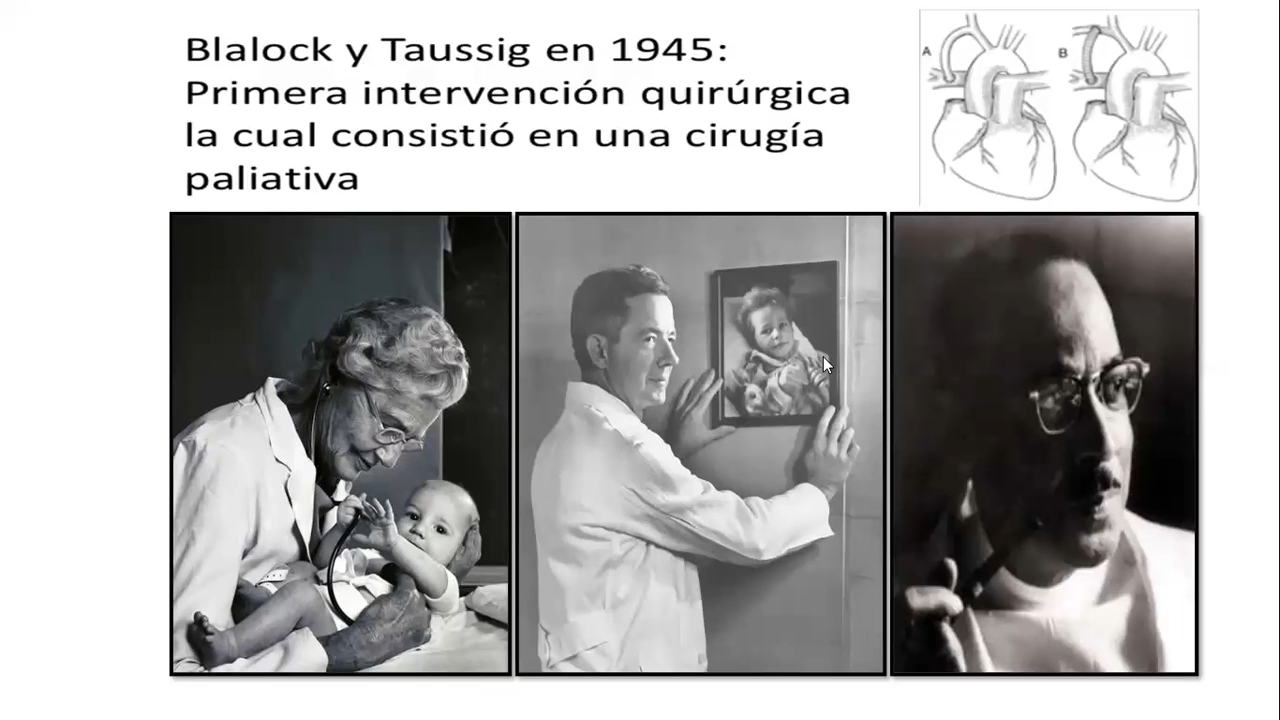 Blalock y Taussig en 1945:
Primera intervención quirúrgica
la cual consistió en una cirugía
paliativa
A
B